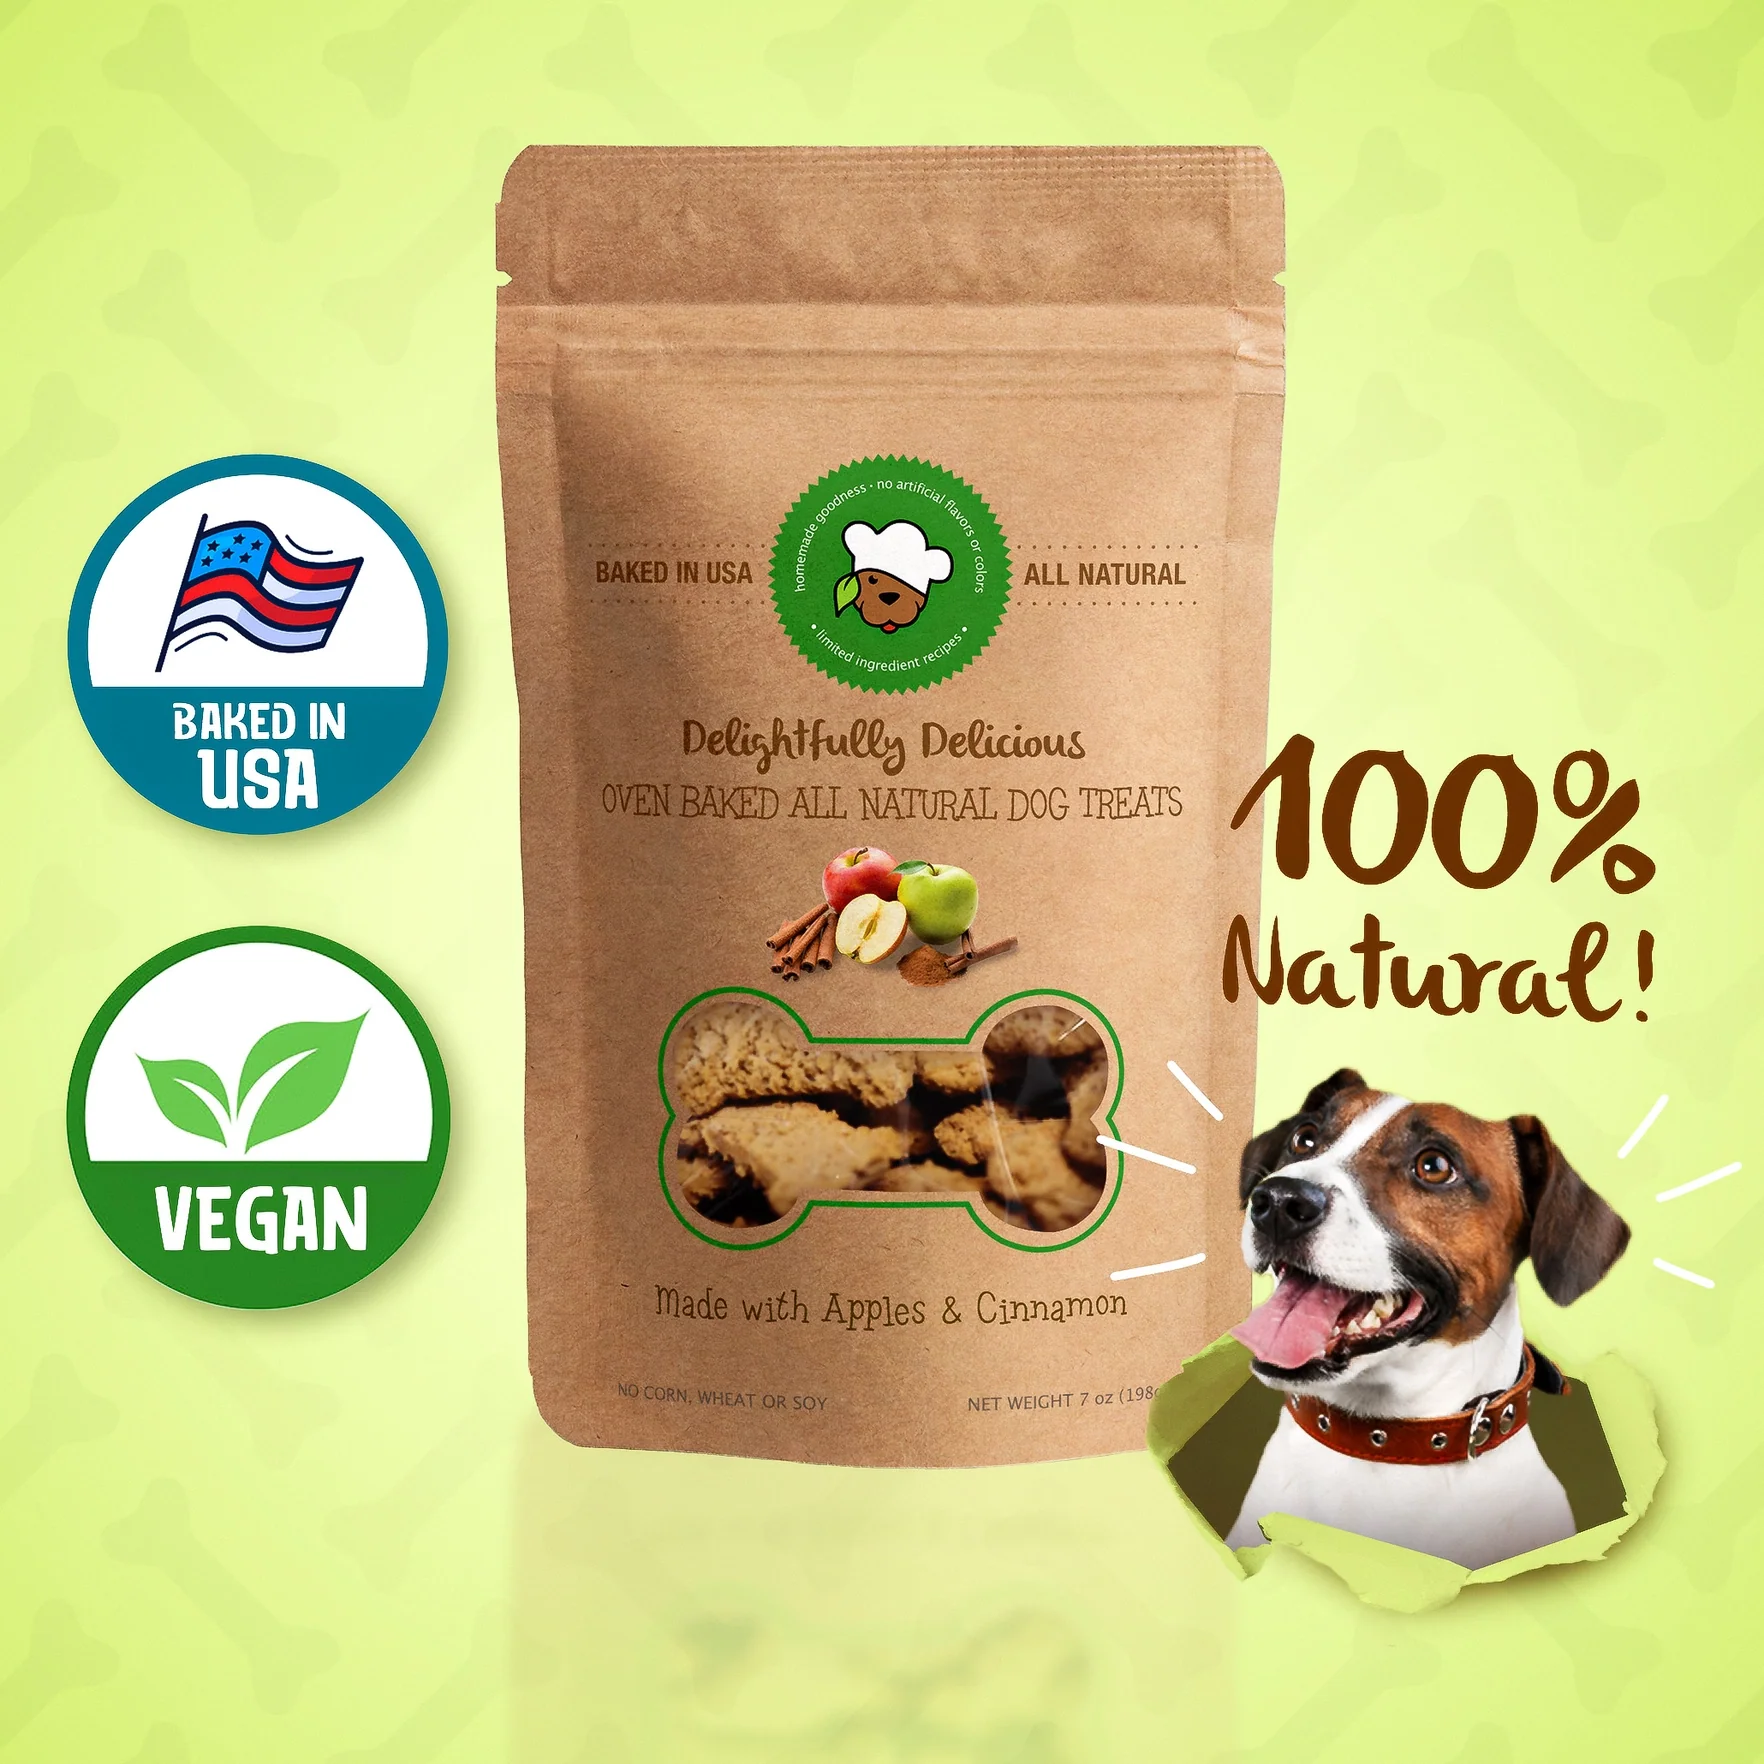 homemade goodness · no artificial flavors or colors
• limited ingredient recipes •
BAKED IN USA
ALL NATURAL
Delightfully Delicious
OVEN BAKED ALL NATURAL DOG TREATS
Made with Apples & Cinnamon
NO CORN, WHEAT OR SOY
NET WEIGHT 7 oz (198g
BAKED IN
USA
VEGAN
100%
Natural!